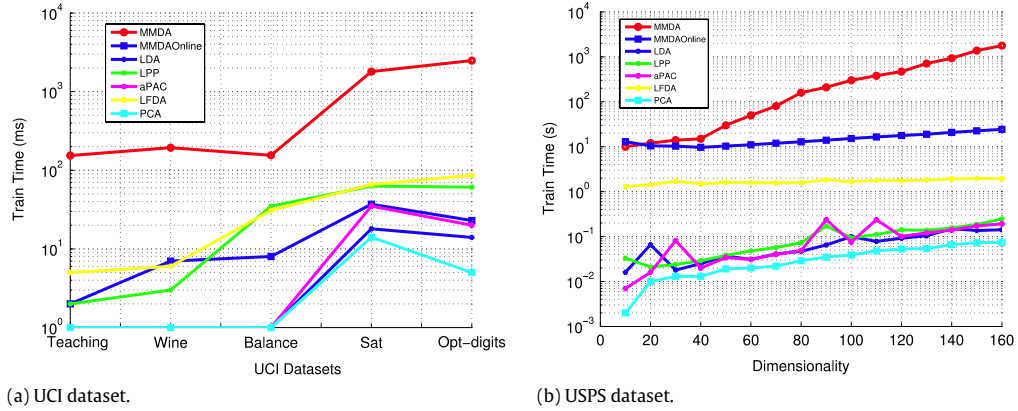 10^4
10^3
10^2
10^1
10^0
Train Time (ms)
MMDA
MMDAOnline
LDA
LPP
aPAC
LFDA
PCA
Teaching Wine Balance Sat Opt-digits
UCI Datasets
(a) UCI dataset.
10^4
10^3
10^2
10^1
10^0
10^-1
10^-2
10^-3
Train Time (s)
MMDA
MMDAOnline
LDA
LPP
aPAC
LFDA
PCA
0 20 40 60 80 100 120 140 160
Dimensionality
(b) USPS dataset.